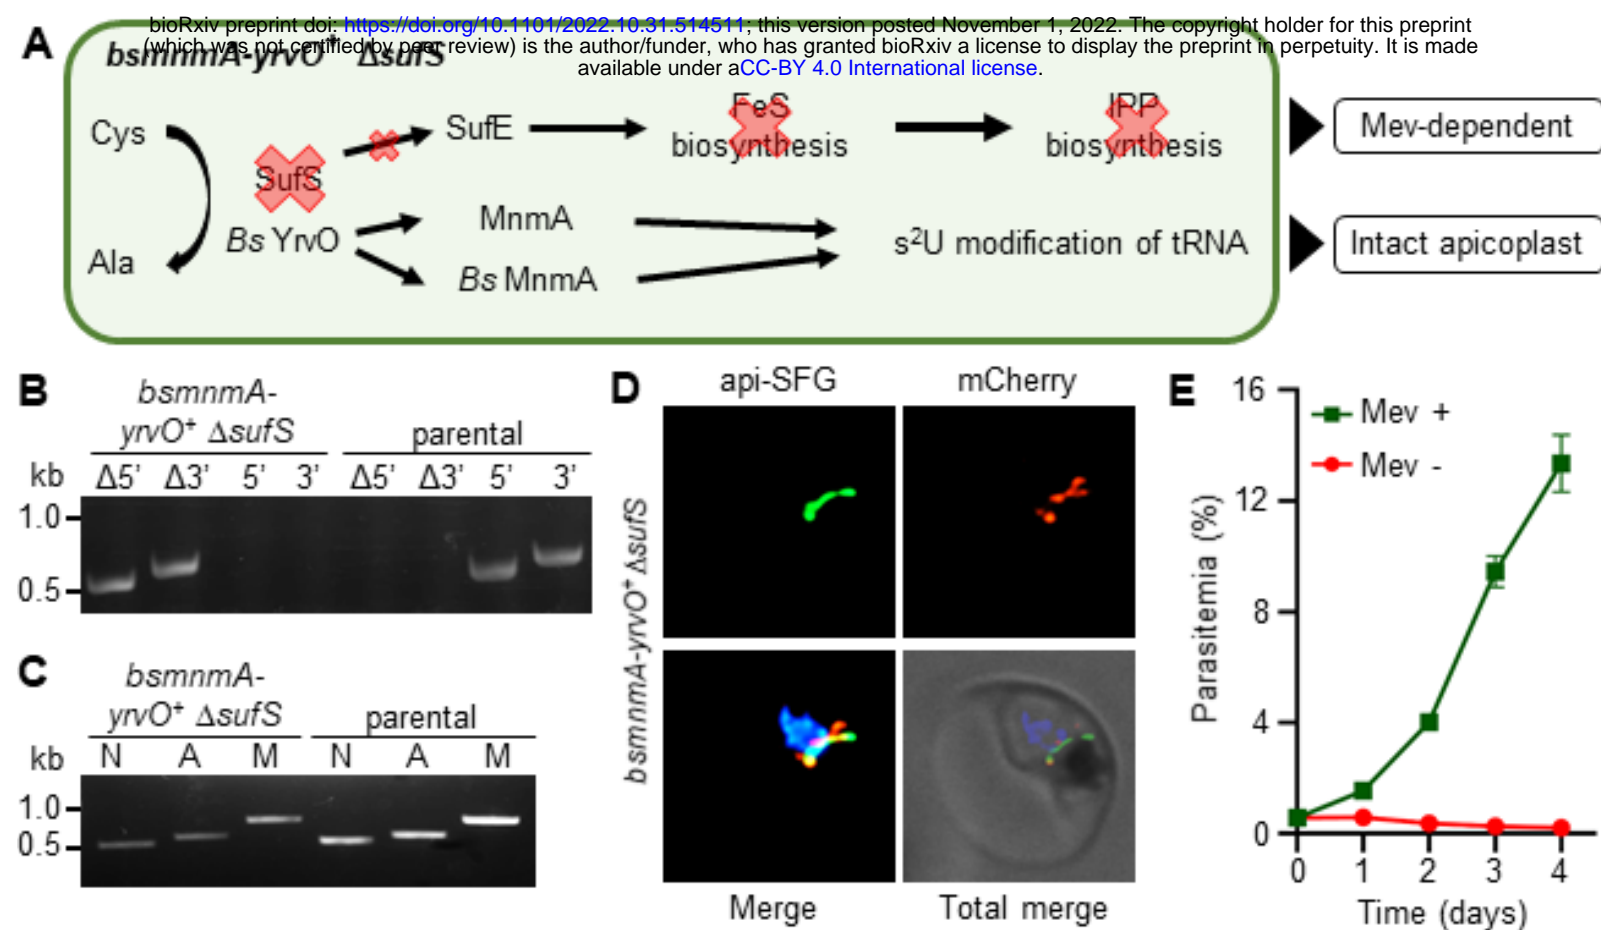 bioRxiv preprint doi: https://doi.org/10.1101/2022.10.31.514511; this version posted November 1, 2022. The copyright holder for this preprint
(which was not certified by peer review) is the author/funder, who has granted bioRxiv a license to display the preprint in perpetuity. It is made
available under aCC-BY 4.0 International license.
A
bsmnmA-yrvO⁺ ΔsufS
Cys
SufS
SufE
FeS
biosynthesis
IPP
biosynthesis
Mev-dependent
Ala
Bs YrvO
MnmA
Bs MnmA
s²U modification of tRNA
Intact apicoplast
B
bsmnmA-
yrvO⁺ ΔsufS
parental
kb Δ5’ Δ3’ 5’ 3’ Δ5’ Δ3’ 5’ 3’
1.0
0.5
C
bsmnmA-
yrvO⁺ ΔsufS
parental
kb N A M N A M
1.0
0.5
D
api-SFG mCherry
bsmnmA-yrvO⁺ ΔsufS
Merge Total merge
E
Mev +
Mev -
Parasitemia (%)
16
12
8
4
0
0 1 2 3 4
Time (days)